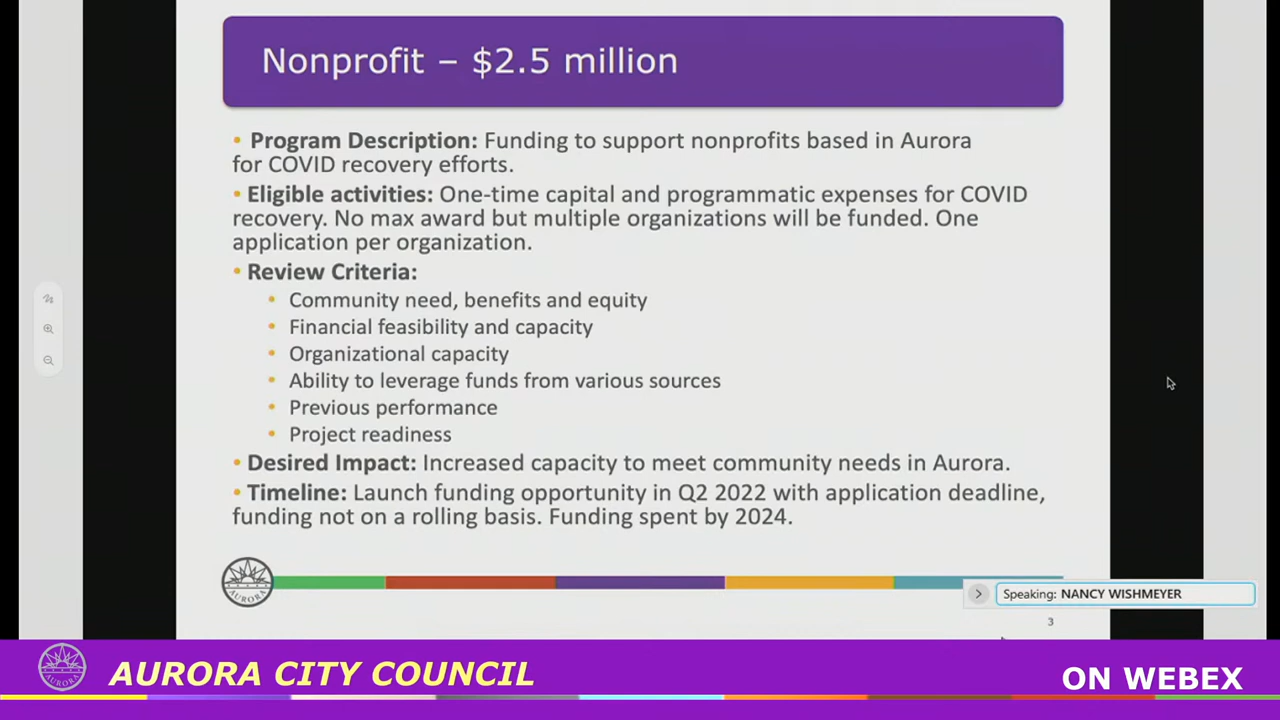 Nonprofit – $2.5 million
• Program Description: Funding to support nonprofits based in Aurora
for COVID recovery efforts.
• Eligible activities: One-time capital and programmatic expenses for COVID
recovery. No max award but multiple organizations will be funded. One
application per organization.
• Review Criteria:
• Community need, benefits and equity
• Financial feasibility and capacity
• Organizational capacity
• Ability to leverage funds from various sources
• Previous performance
• Project readiness
• Desired Impact: Increased capacity to meet community needs in Aurora.
• Timeline: Launch funding opportunity in Q2 2022 with application deadline,
funding not on a rolling basis. Funding spent by 2024.
AURORA
Speaking: NANCY WISHMEYER
3
AURORA CITY COUNCIL
ON WEBEX